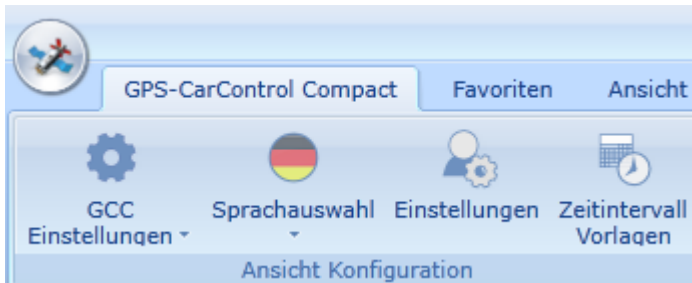 GPS-CarControl Compact Favoriten Ansicht
GCC Sprachauswahl Einstellungen Zeitintervall
Einstellungen Vorlagen
Ansicht Konfiguration